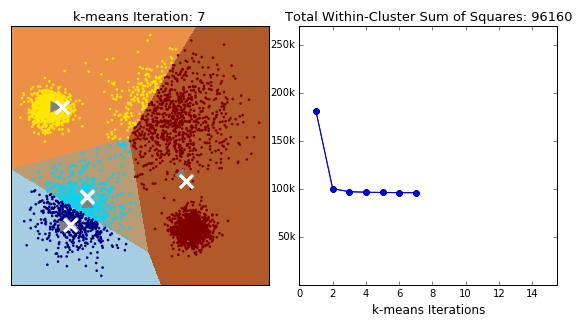 k-means Iteration: 7
Total Within-Cluster Sum of Squares: 96160
250k
200k
150k
100k
50k
0 2 4 6 8 10 12 14
k-means Iterations